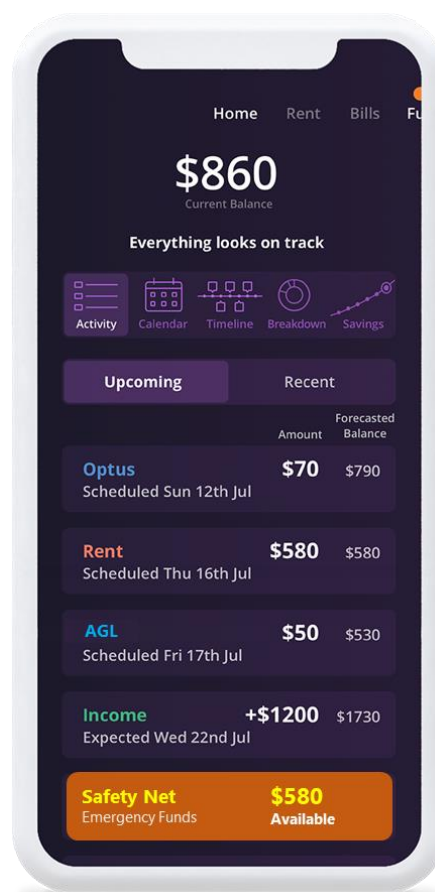 Home Rent Bills Fu
$860
Current Balance
Everything looks on track
Activity Calendar Timeline Breakdown Savings
Upcoming Recent
Amount Forecasted Balance
Optus $70 $790
Scheduled Sun 12th Jul
Rent $580 $580
Scheduled Thu 16th Jul
AGL $50 $530
Scheduled Fri 17th Jul
Income +$1200 $1730
Expected Wed 22nd Jul
Safety Net $580
Emergency Funds Available